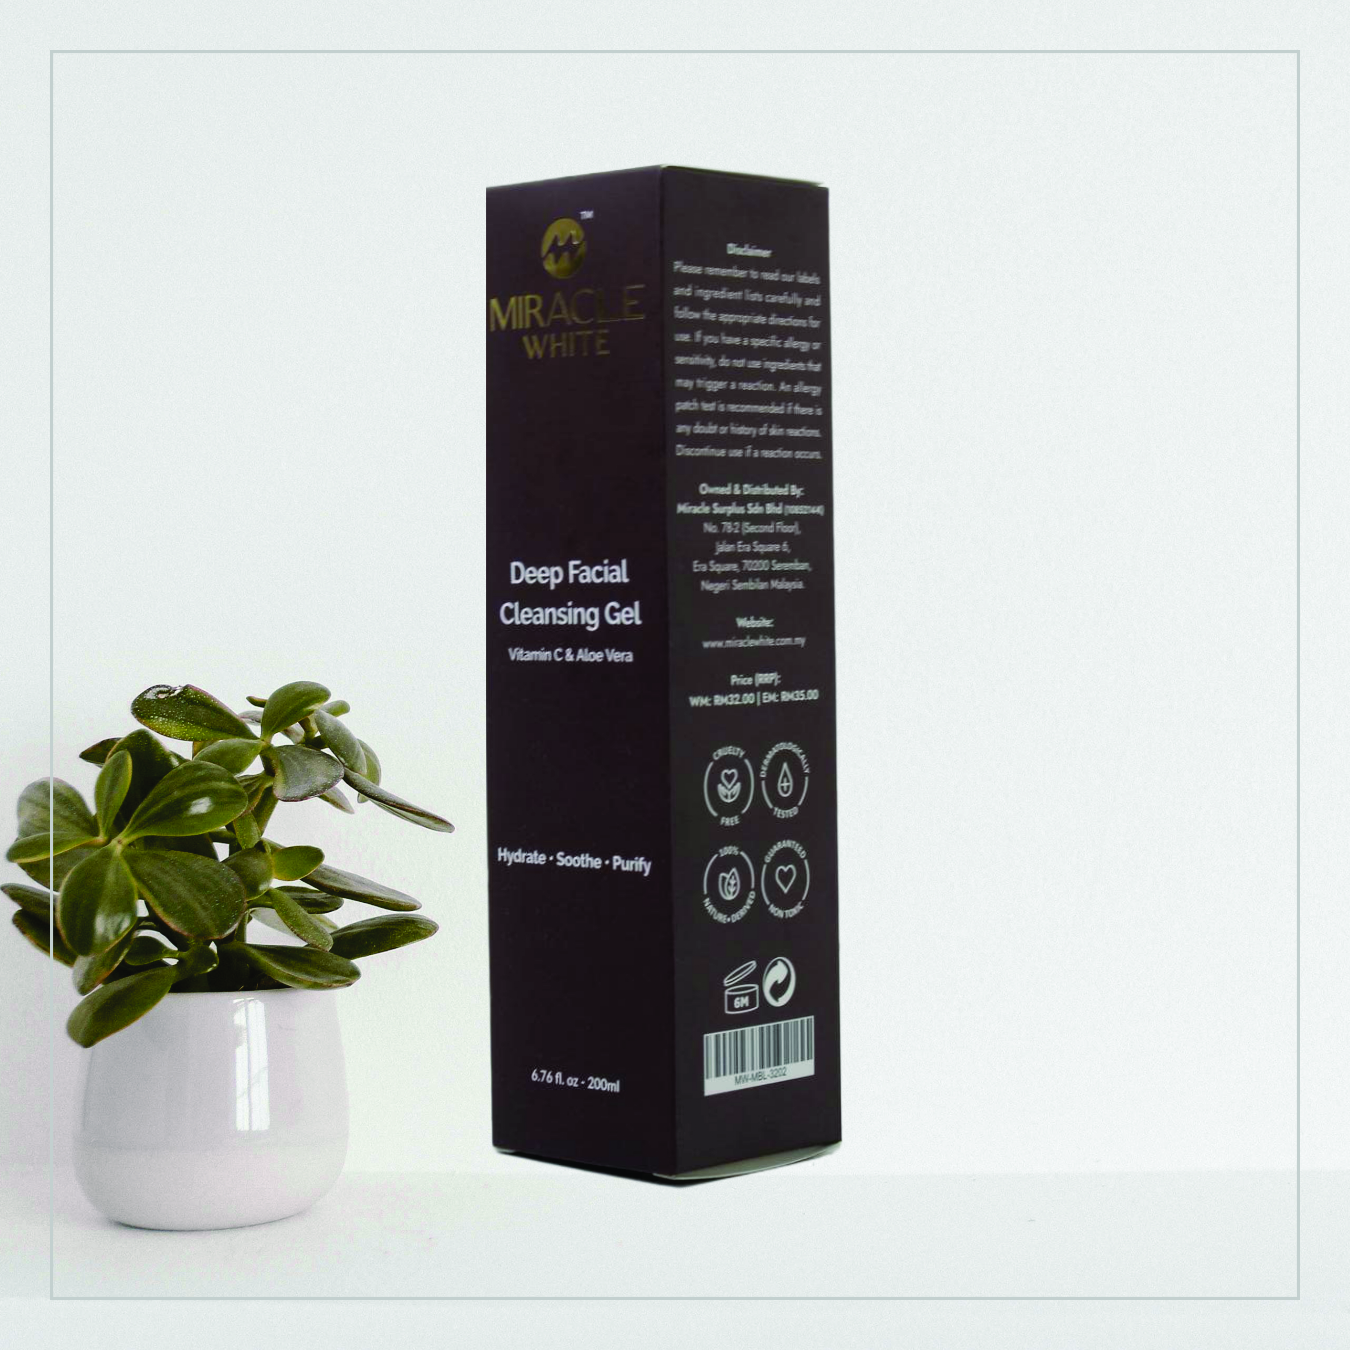 TM
MIRACLE
WHITE
Deep Facial
Cleansing Gel
Vitamin C & Aloe Vera
Hydrate • Soothe • Purify
6.76 fl. oz - 200ml
Disclaimer
Please remember to read our labels
and ingredient lists carefully and
follow the appropriate directions for
use. If you have a specific allergy or
sensitivity, do not use ingredients that
may trigger a reaction. An allergy
patch test is recommended if there is
any doubt or history of skin reactions.
Discontinue use if a reaction occurs.
Owned & Distributed By:
Miracle Surplus Sdn Bhd
No. 78-2 (Second Floor),
Jalan Era Square 6,
Era Square, 70200 Seremban,
Negeri Sembilan Malaysia.
Website:
www.miraclewhite.com.my
Price (RRP):
WM: RM32.00 | EM: RM35.00
CRUELTY
FREE
DERMATOLOGICALLY
TESTED
100%
NATURE•DERIVED
GUARANTEED
NON TOXIC
6M
MW-MBL-3202